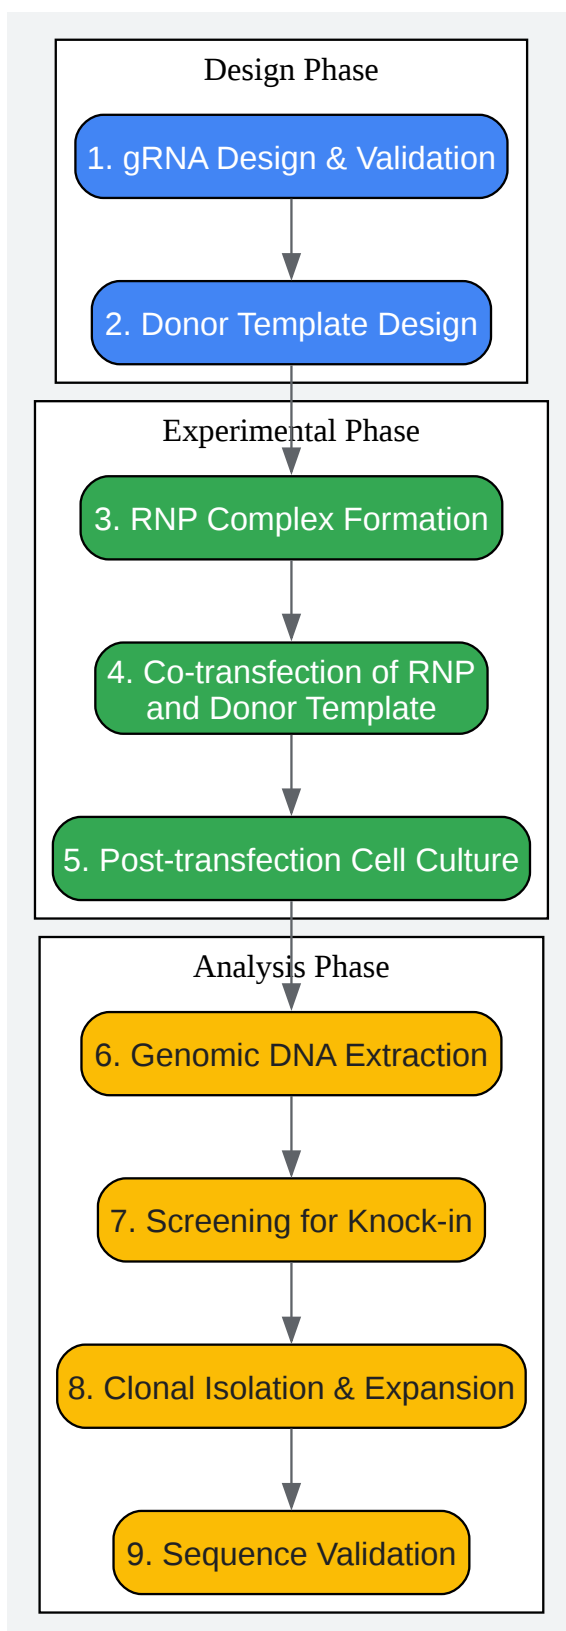 Design Phase
1. gRNA Design & Validation
2. Donor Template Design
Experimental Phase
3. RNP Complex Formation
4. Co-transfection of RNP
and Donor Template
5. Post-transfection Cell Culture
Analysis Phase
6. Genomic DNA Extraction
7. Screening for Knock-in
8. Clonal Isolation & Expansion
9. Sequence Validation